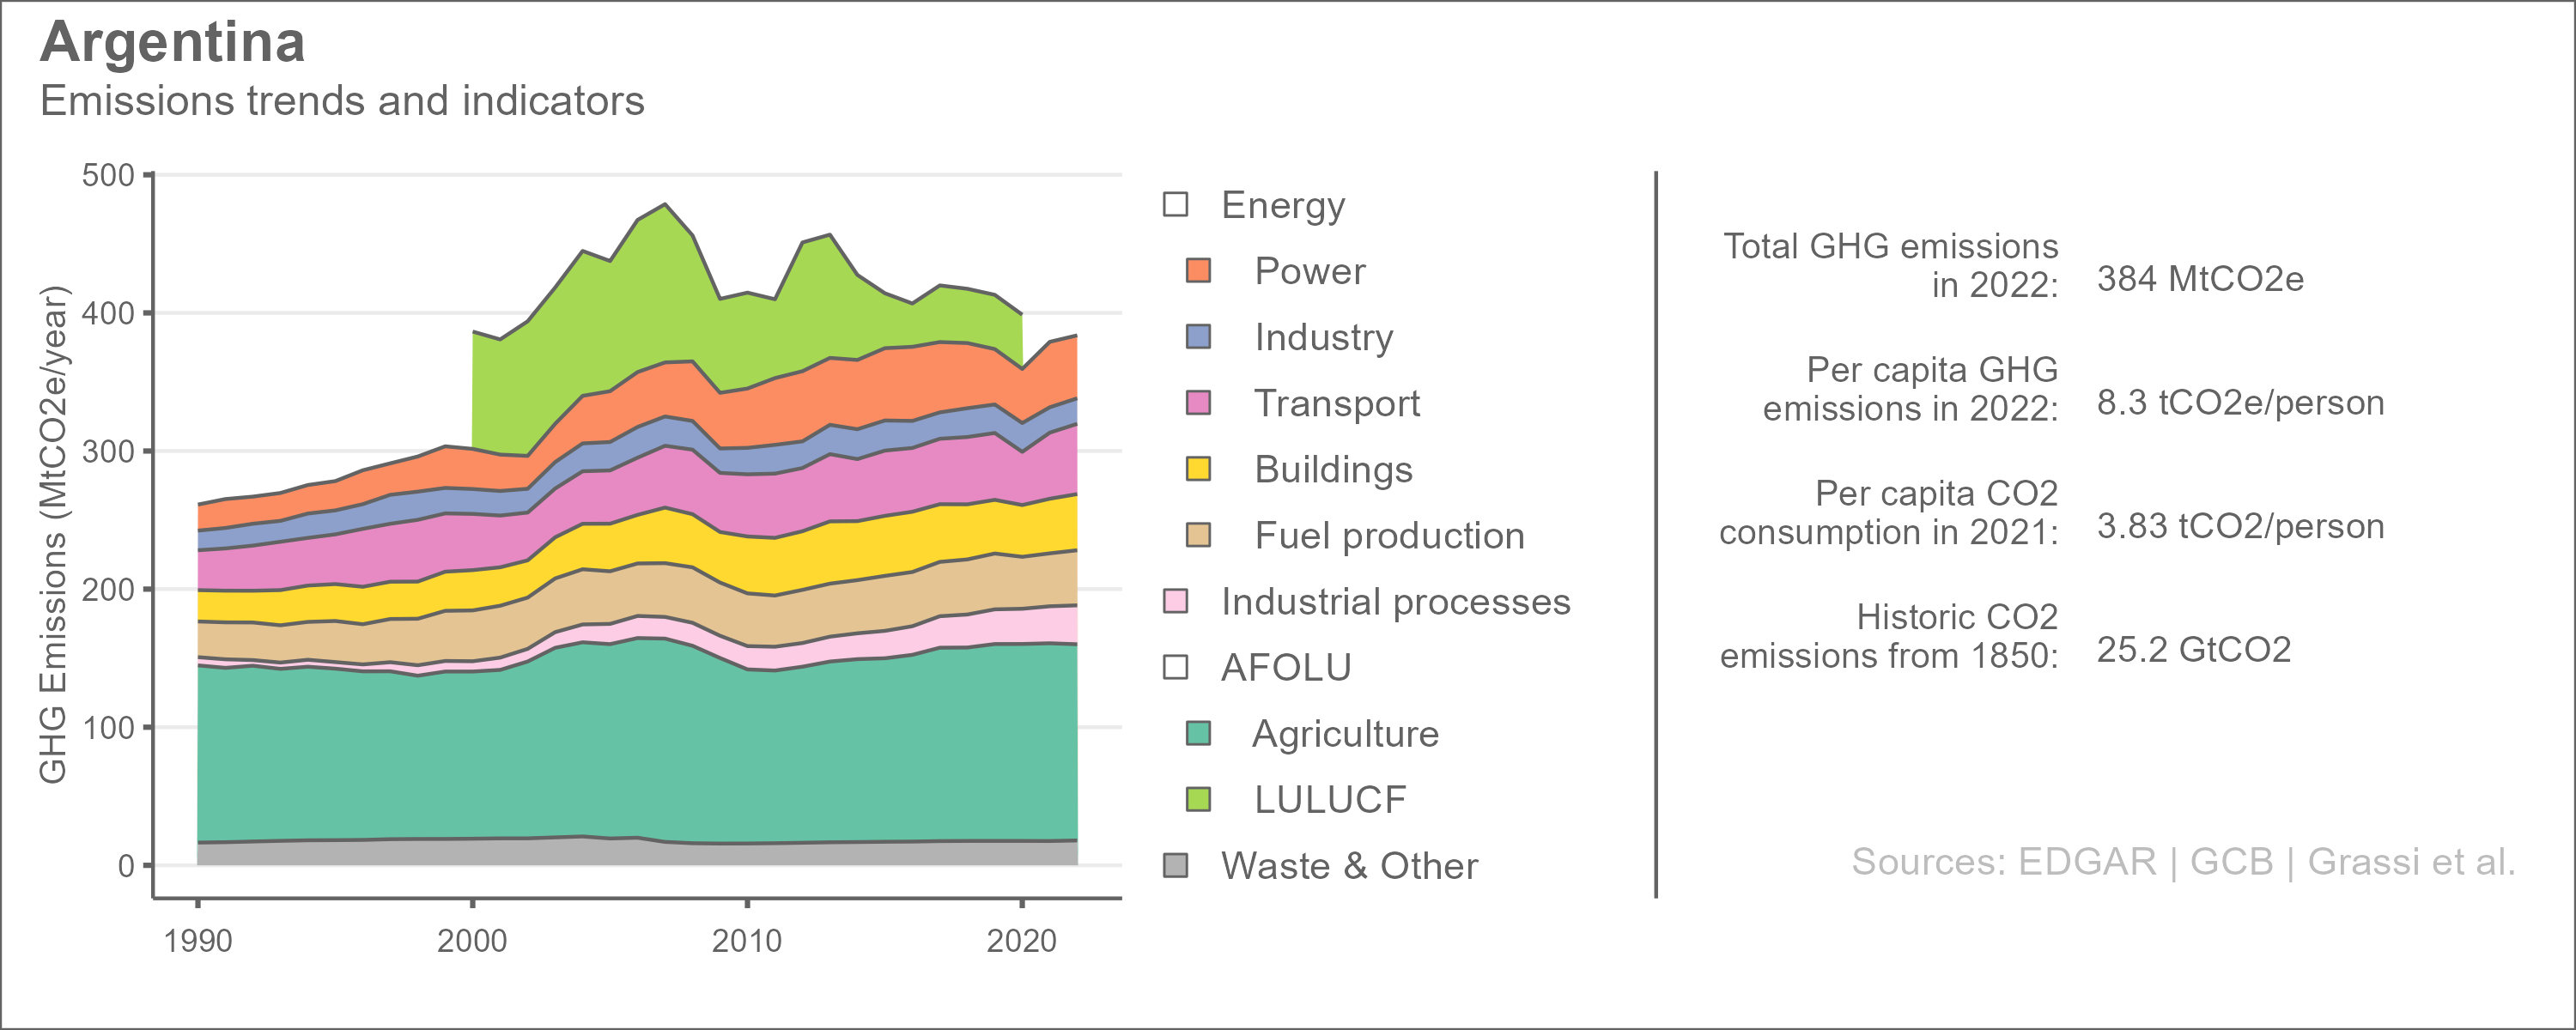 Argentina
Emissions trends and indicators
GHG Emissions (MtCO2e/year)
500
400
300
200
100
0
1990
2000
2010
2020
Energy
Power
Industry
Transport
Buildings
Fuel production
Industrial processes
AFOLU
Agriculture
LULUCF
Waste & Other
Total GHG emissions
in 2022:
384 MtCO2e
Per capita GHG
emissions in 2022:
8.3 tCO2e/person
Per capita CO2
consumption in 2021:
3.83 tCO2/person
Historic CO2
emissions from 1850:
25.2 GtCO2
Sources: EDGAR | GCB | Grassi et al.